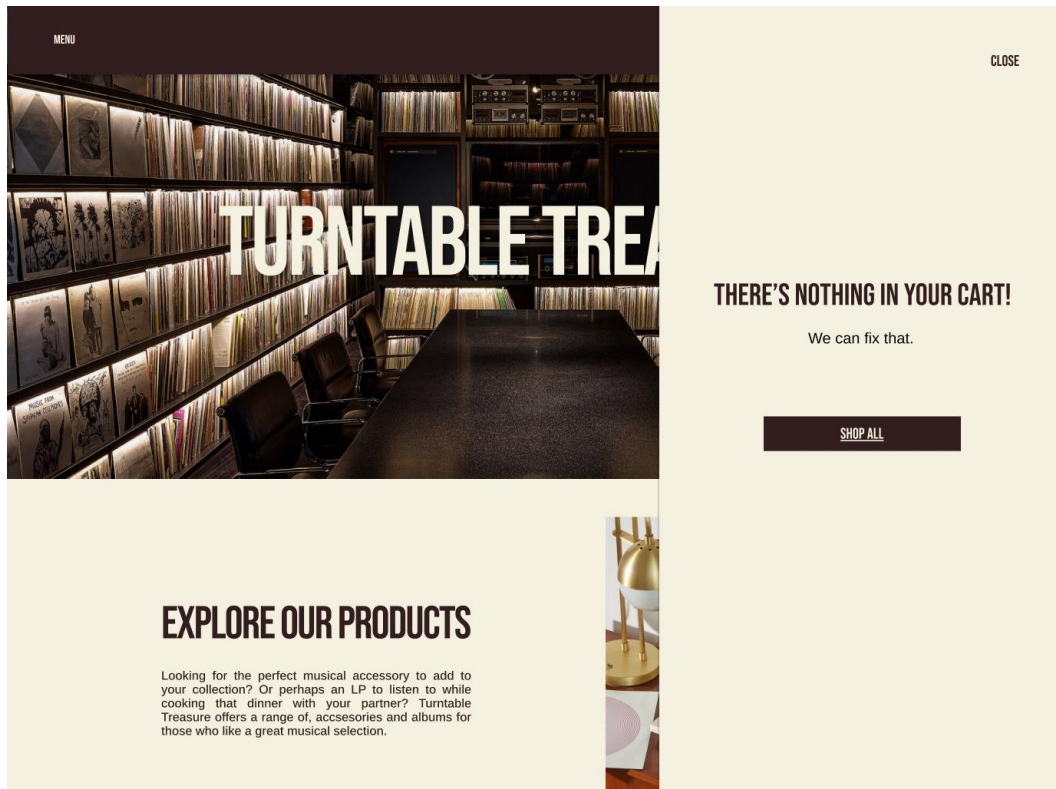 MENU
CLOSE
TURNTABLE TREA
THERE'S NOTHING IN YOUR CART!
We can fix that.
SHOP ALL
MUSIC FROM
EXPLORE OUR PRODUCTS
Looking for the perfect musical accessory to add to
your collection? Or perhaps an LP to listen to while
cooking that dinner with your partner? Turntable
Treasure offers a range of, accsesories and albums for
those who like a great musical selection.